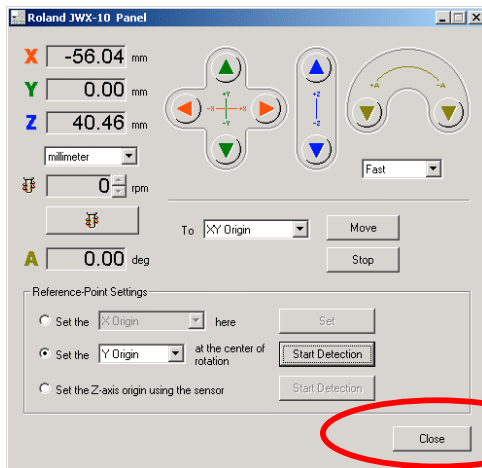 Roland JWX-10 Panel
X -56.04 mm
Y 0.00 mm
Z 40.46 mm
millimeter
0 rpm
A 0.00 deg
+Y
-X +X
-Y
+Z
-Z
+A -A
Fast
To XY Origin Move
Stop
Reference-Point Settings
Set the X Origin here Set
Set the Y Origin at the center of
rotation Start Detection
Set the Z-axis origin using the sensor Start Detection
Close